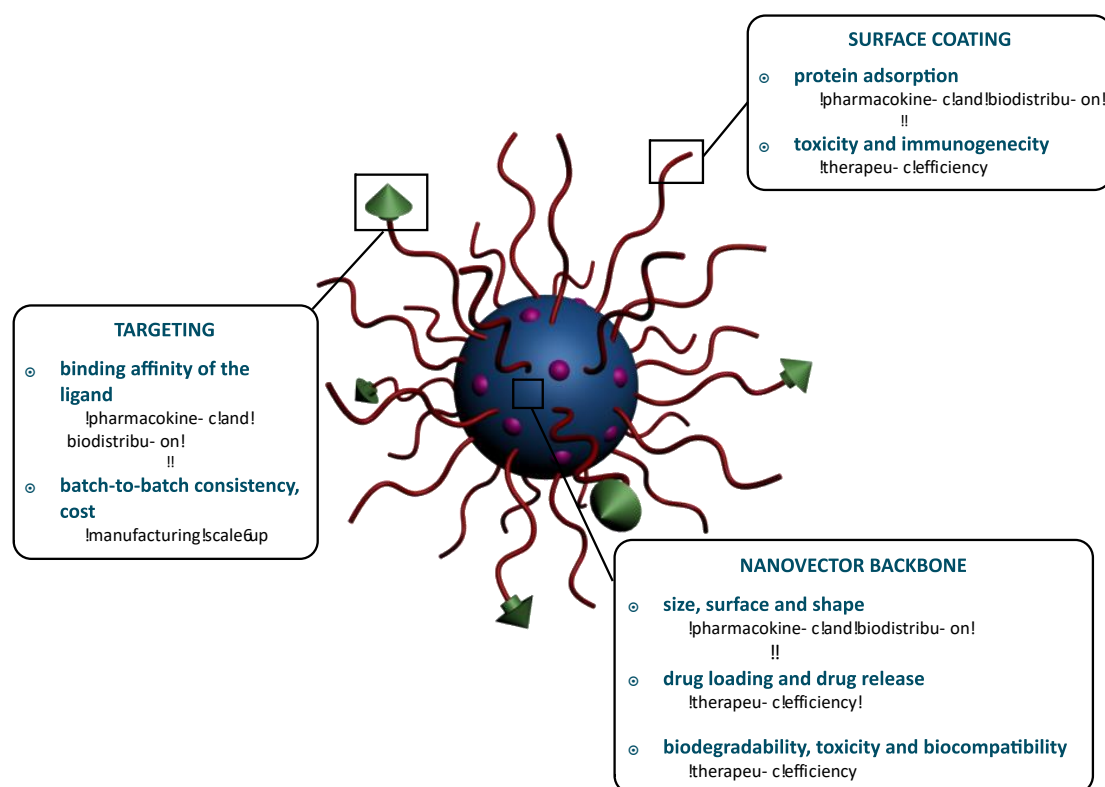 SURFACE COATING
protein adsorption
!pharmacokine- c!and!biodistribu- on!
!!
toxicity and immunogenecity
!therapeu- c!efficiency
TARGETING
binding affinity of the
ligand
!pharmacokine- c!and!
biodistribu- on!
!!
batch-to-batch consistency,
cost
!manufacturing!scale6up
NANOVECTOR BACKBONE
size, surface and shape
!pharmacokine- c!and!biodistribu- on!
!!
drug loading and drug release
!therapeu- c!efficiency!
biodegradability, toxicity and biocompatibility
!therapeu- c!efficiency